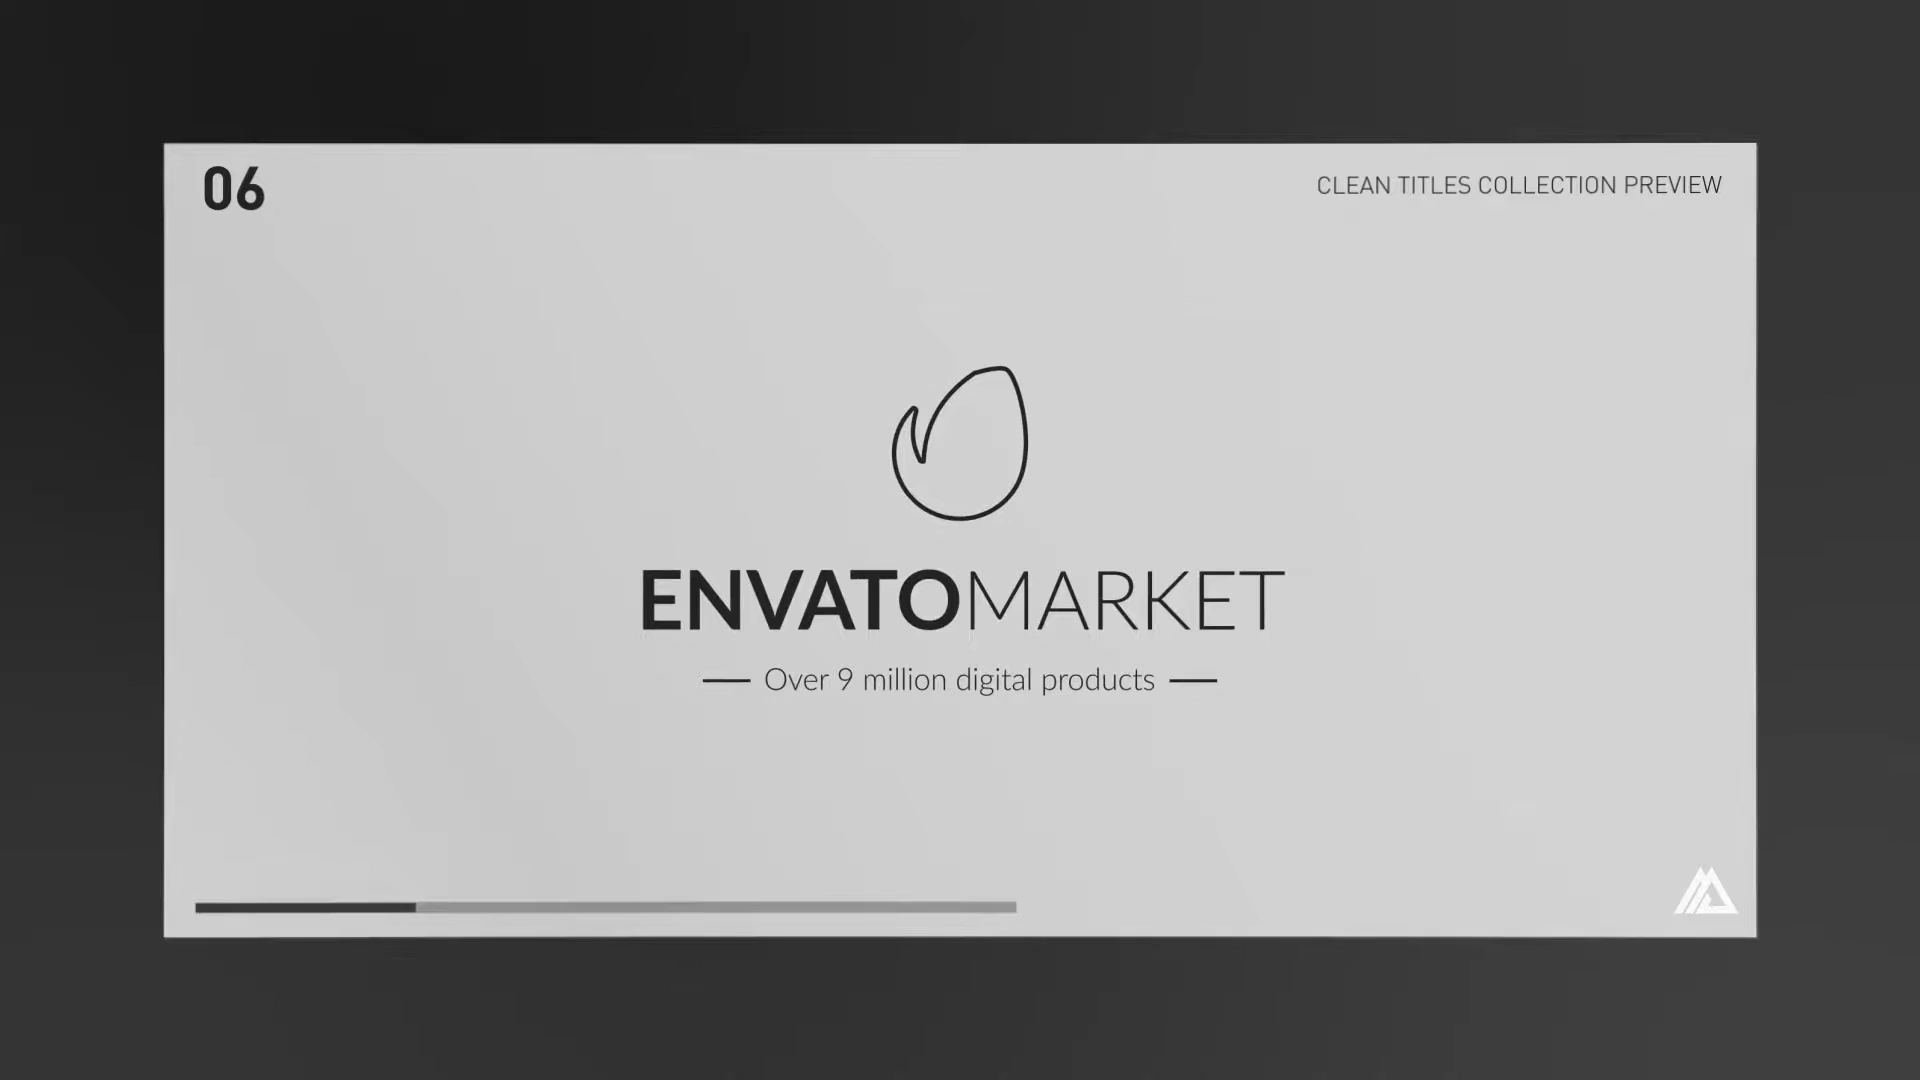 06
CLEAN TITLES COLLECTION PREVIEW
ENVATOMARKET
Over 9 million digital products